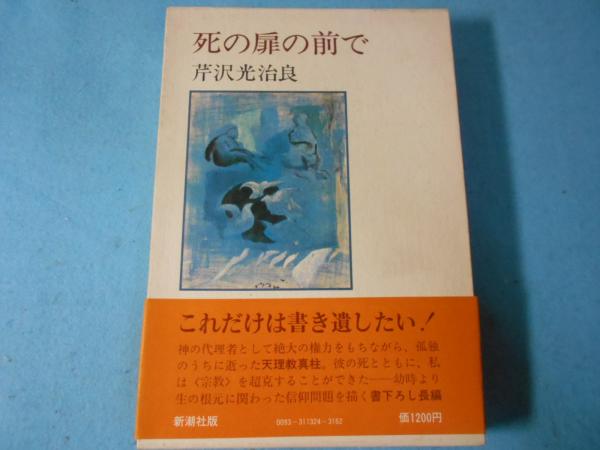 死の扉の前で
芹沢光治良
これだけは書き遺したい！
神の代理者として絶大の権力をもちながら、孤独
のうちに逝った天理教真柱。彼の死とともに、私
は〈宗教〉を超克することができた――幼時より
生の根元に関わった信仰問題を描く書下ろし長編
新潮社版
0093-311324-3162
価1200円